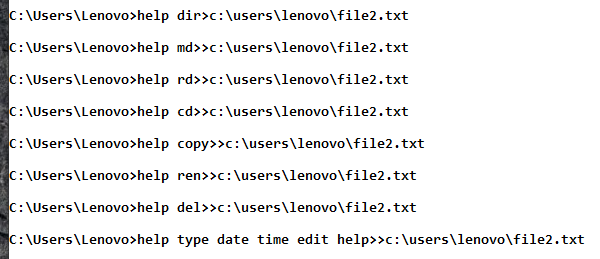 C:\Users\Lenovo>help dir>c:\users\lenovo\file2.txt
C:\Users\Lenovo>help md>>c:\users\lenovo\file2.txt
C:\Users\Lenovo>help rd>>c:\users\lenovo\file2.txt
C:\Users\Lenovo>help cd>>c:\users\lenovo\file2.txt
C:\Users\Lenovo>help copy>>c:\users\lenovo\file2.txt
C:\Users\Lenovo>help ren>>c:\users\lenovo\file2.txt
C:\Users\Lenovo>help del>>c:\users\lenovo\file2.txt
C:\Users\Lenovo>help type date time edit help>>c:\users\lenovo\file2.txt